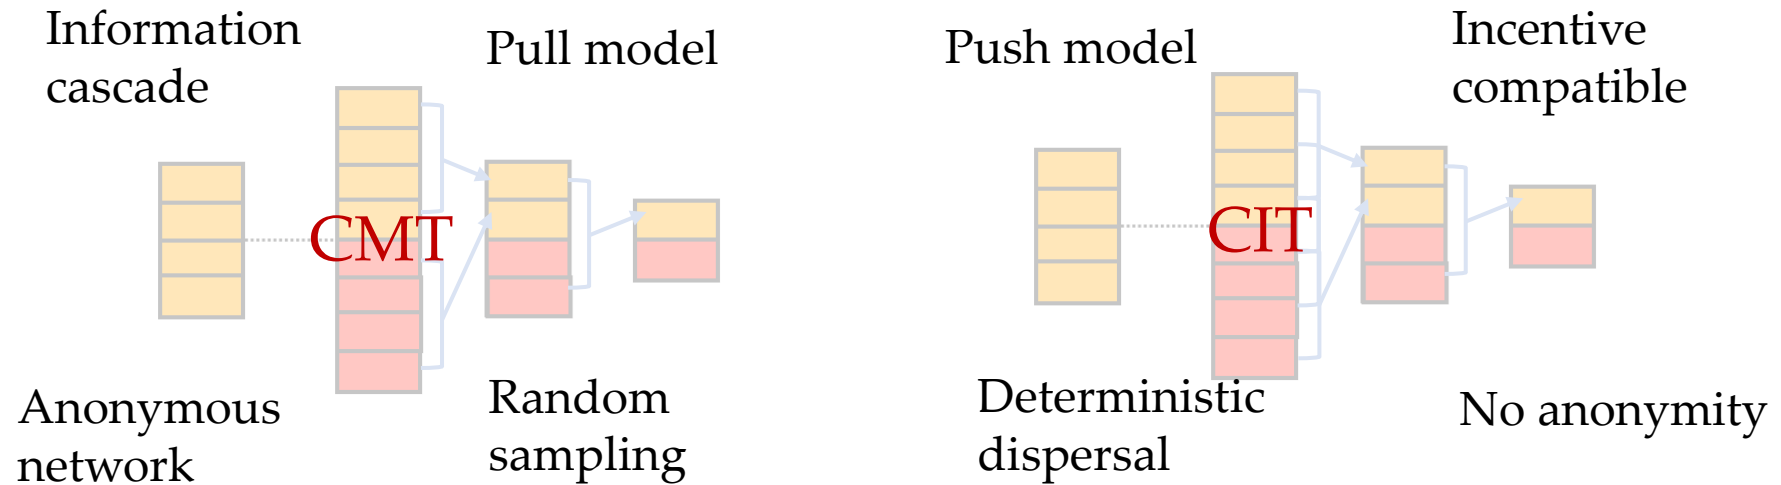 Information
cascade
Pull model
CMT
Anonymous
network
Random
sampling
Push model
Incentive
compatible
CIT
Deterministic
dispersal
No anonymity